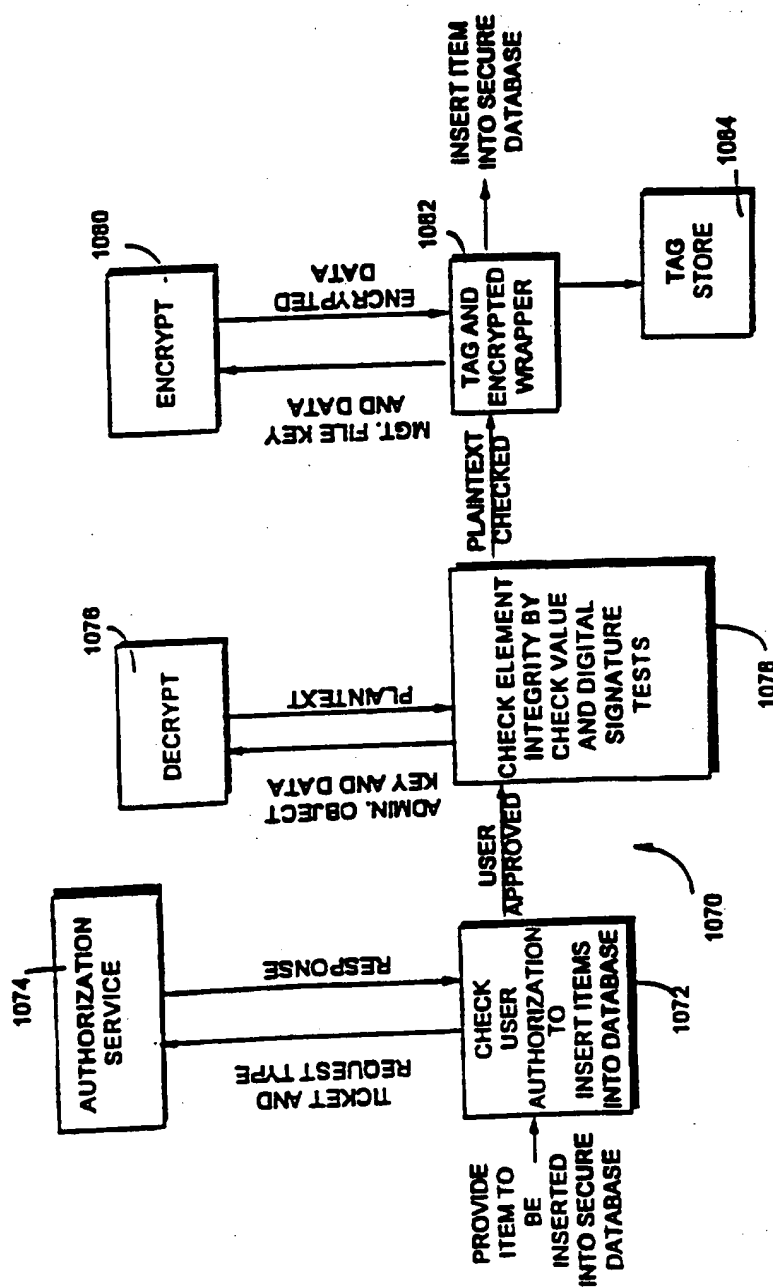 1074
AUTHORIZATION
SERVICE
TICKET AND
REQUEST TYPE
RESPONSE
PROVIDE
ITEM TO
BE
INSERTED
INTO SECURE
DATABASE
CHECK
USER
AUTHORIZATION
TO
INSERT ITEMS
INTO DATABASE
1072
1070
USER
APPROVED
1076
DECRYPT
ADMIN. OBJECT
KEY AND DATA
PLAINTEXT
CHECK ELEMENT
INTEGRITY BY
CHECK VALUE
AND DIGITAL
SIGNATURE
TESTS
1078
PLAINTEXT
CHECKED
1080
ENCRYPT
MGT. FILE KEY
AND DATA
ENCRYPTED
DATA
1082
TAG AND
ENCRYPTED
WRAPPER
INSERT ITEM
INTO SECURE
DATABASE
TAG
STORE
1084